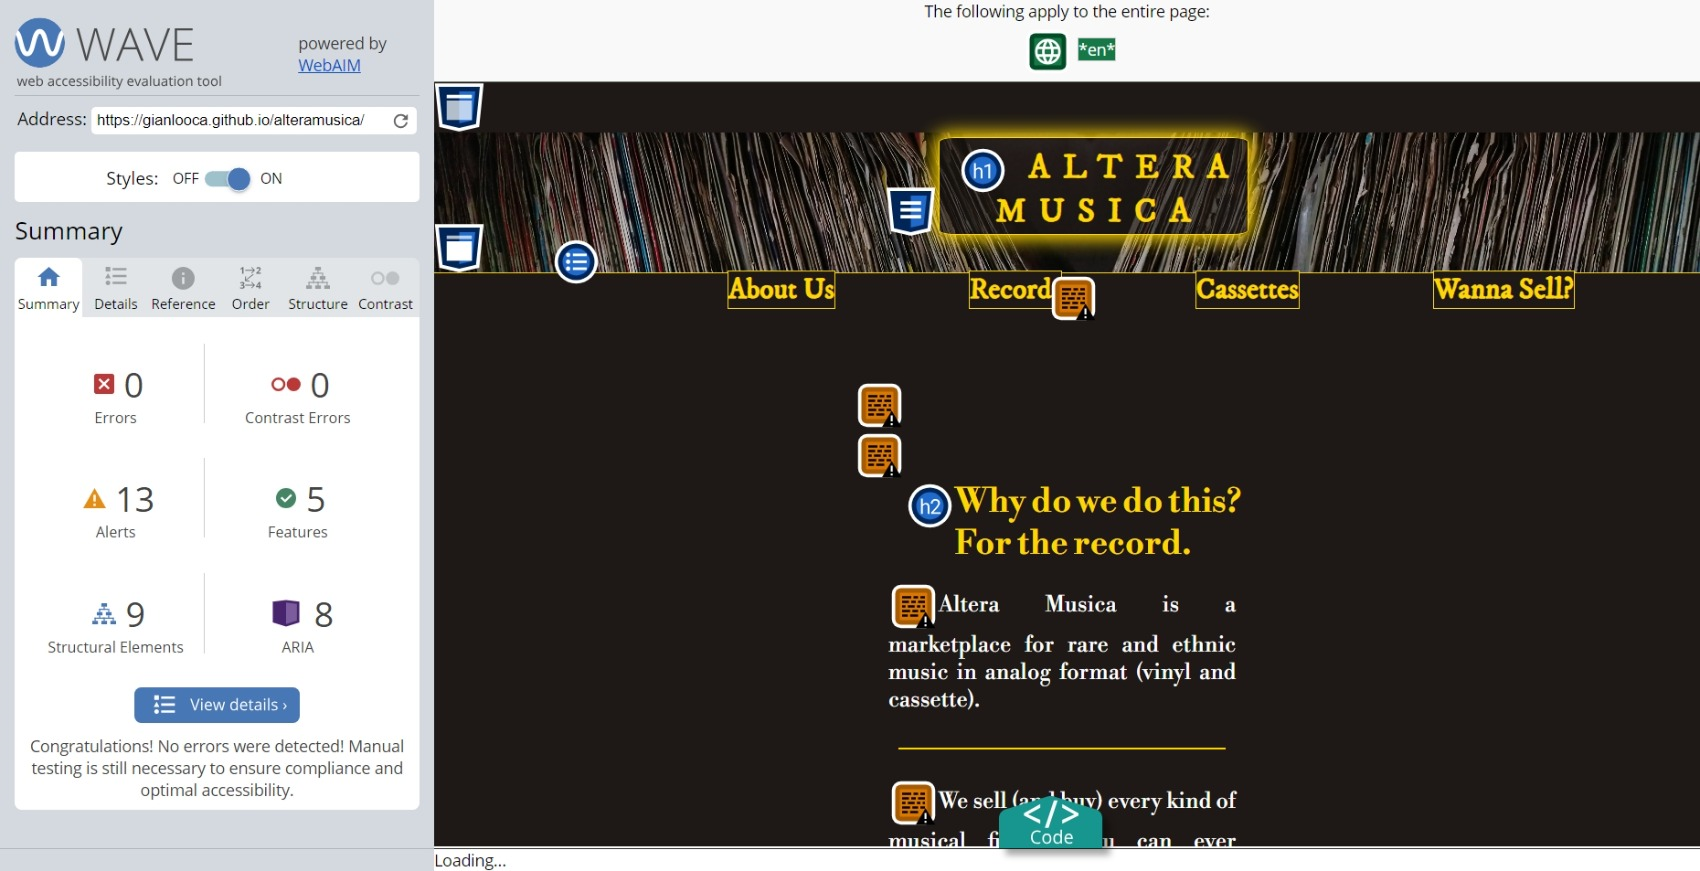 WAVE
powered by
WebAIM
web accessibility evaluation tool
Address: https://gianlooca.github.io/alteramusica/
Styles: OFF ON
Summary
Summary Details Reference Order Structure Contrast
0 Errors
0 Contrast Errors
13 Alerts
5 Features
9 Structural Elements
8 ARIA
View details ›
Congratulations! No errors were detected! Manual
testing is still necessary to ensure compliance and
optimal accessibility.
The following apply to the entire page:
*en*
h1 ALTERA
MUSICA
About Us Record Cassettes Wanna Sell?
h2 Why do we do this?
For the record.
Altera Musica is a
marketplace for rare and ethnic
music in analog format (vinyl and
cassette).
We sell (and buy) every kind of
musical can ever
</> Code
Loading...